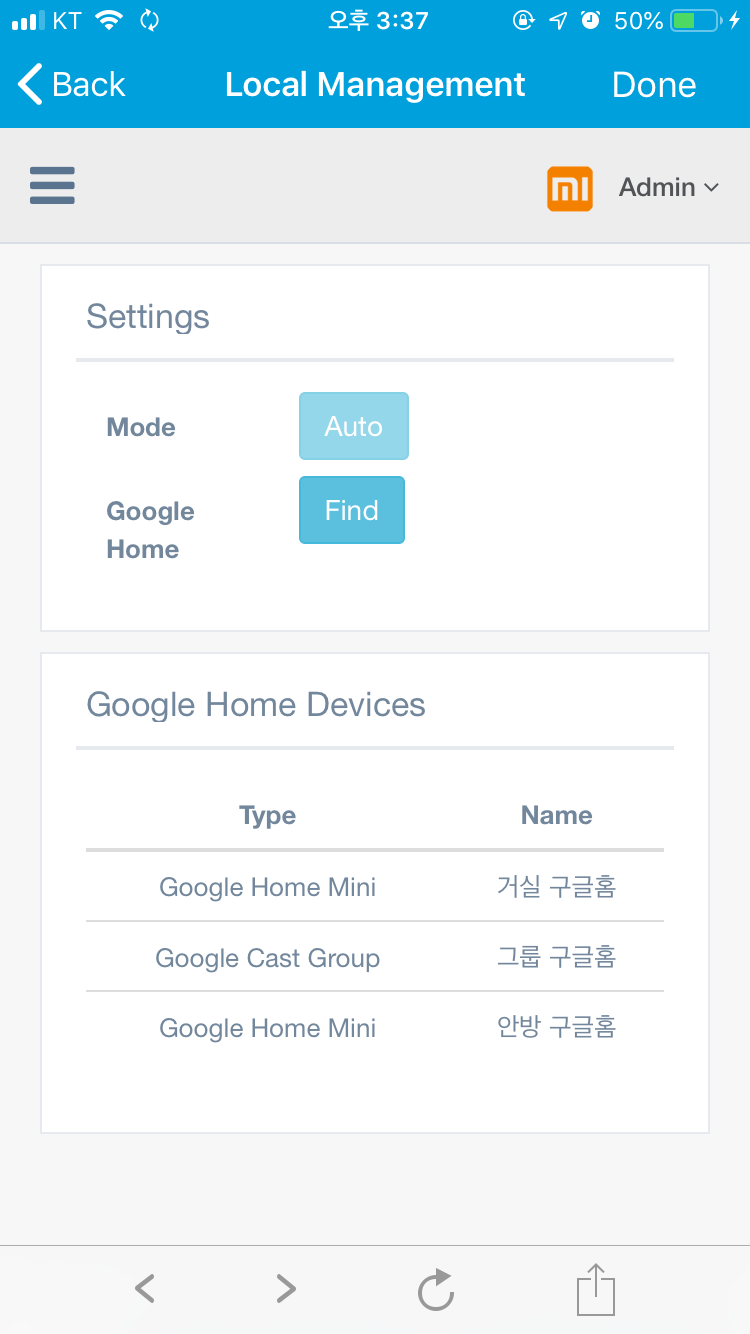 KT 오후 3:37 50%
Back Local Management Done
mi Admin
Settings
Mode Auto
Google Find
Home
Google Home Devices
Type Name
Google Home Mini 거실 구글홈
Google Cast Group 그룹 구글홈
Google Home Mini 안방 구글홈